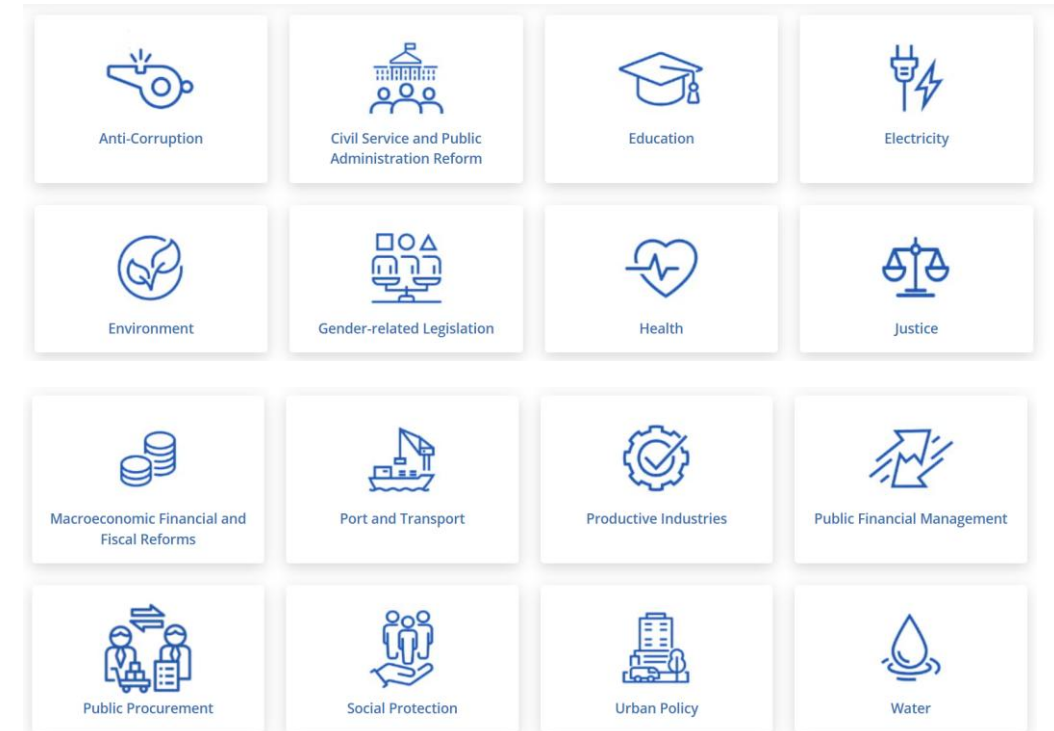 Anti-Corruption
Civil Service and Public
Administration Reform
Education
Electricity
Environment
Gender-related Legislation
Health
Justice
Macroeconomic Financial and
Fiscal Reforms
Port and Transport
Productive Industries
Public Financial Management
Public Procurement
Social Protection
Urban Policy
Water